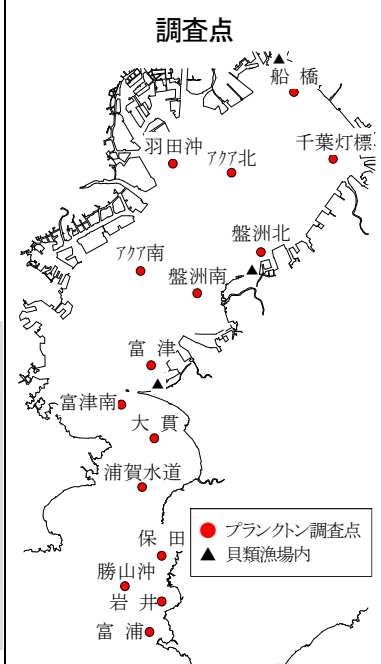 調査点
船 橋
千葉灯標
羽田沖
アクア北
盤洲北
アクア南
盤洲南
富 津
富津南
大 貫
浦賀水道
保 田
勝山沖
岩 井
富 浦
プランクトン調査点
貝類漁場内